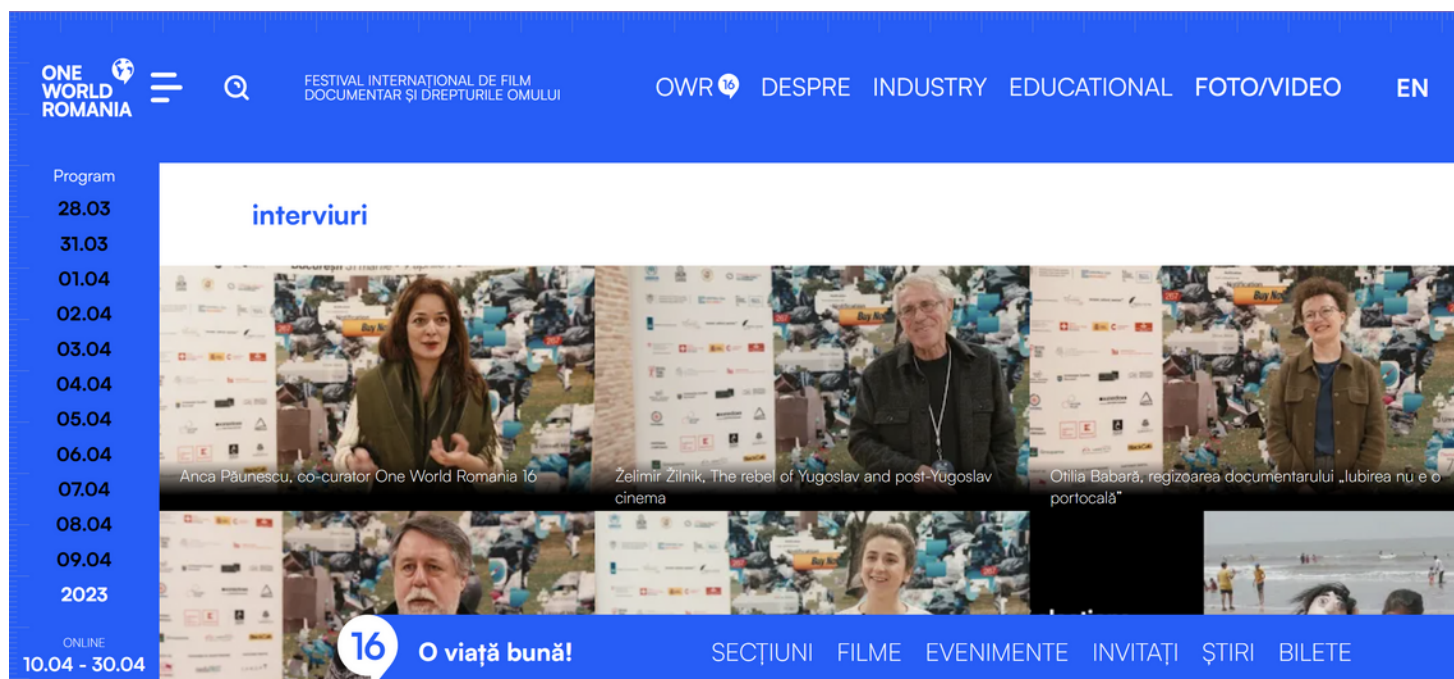 ONE
WORLD
ROMANIA
FESTIVAL INTERNAȚIONAL DE FILM
DOCUMENTAR ȘI DREPTURILE OMULUI
OWR 16 DESPRE INDUSTRY EDUCATIONAL FOTO/VIDEO EN
Program
28.03
31.03
01.04
02.04
03.04
04.04
05.04
06.04
07.04
08.04
09.04
2023
ONLINE
10.04 - 30.04
interviuri
Buy Now
Anca Păunescu, co-curator One World Romania 16
Želimir Žilnik, The rebel of Yugoslav and post-Yugoslav
cinema
Otilia Babară, regizoarea documentarului „Iubirea nu e o
portocală”
16 O viață bună! SECȚIUNI FILME EVENIMENTE INVITAȚI ȘTIRI BILETE